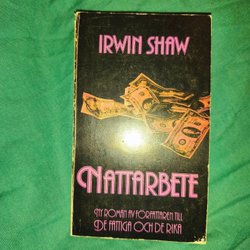 IRWIN SHAW
NATTARBETE
NY ROMAN AV FÖRFATTAREN TILL
DE FATTIGA OCH DE RIKA